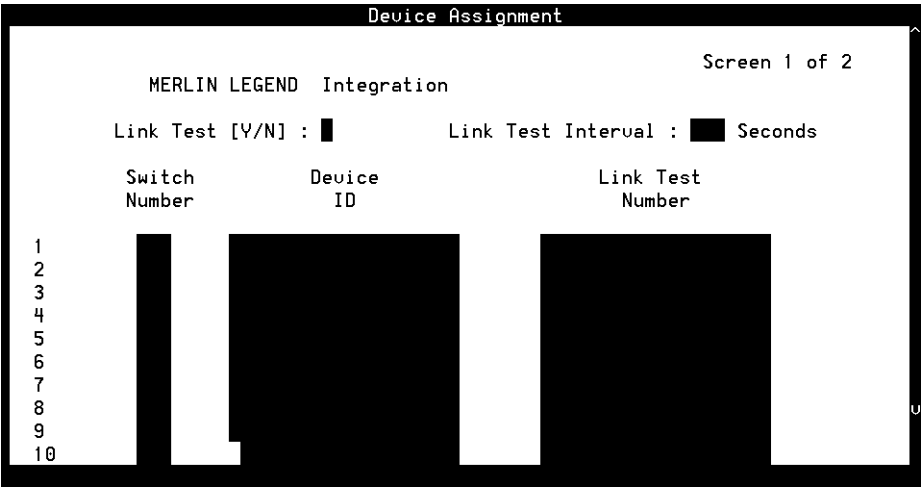 Device Assignment
Screen 1 of 2
MERLIN LEGEND Integration
Link Test [Y/N] : Link Test Interval : Seconds
Switch Device Link Test
Number ID Number
1
2
3
4
5
6
7
8
9
10